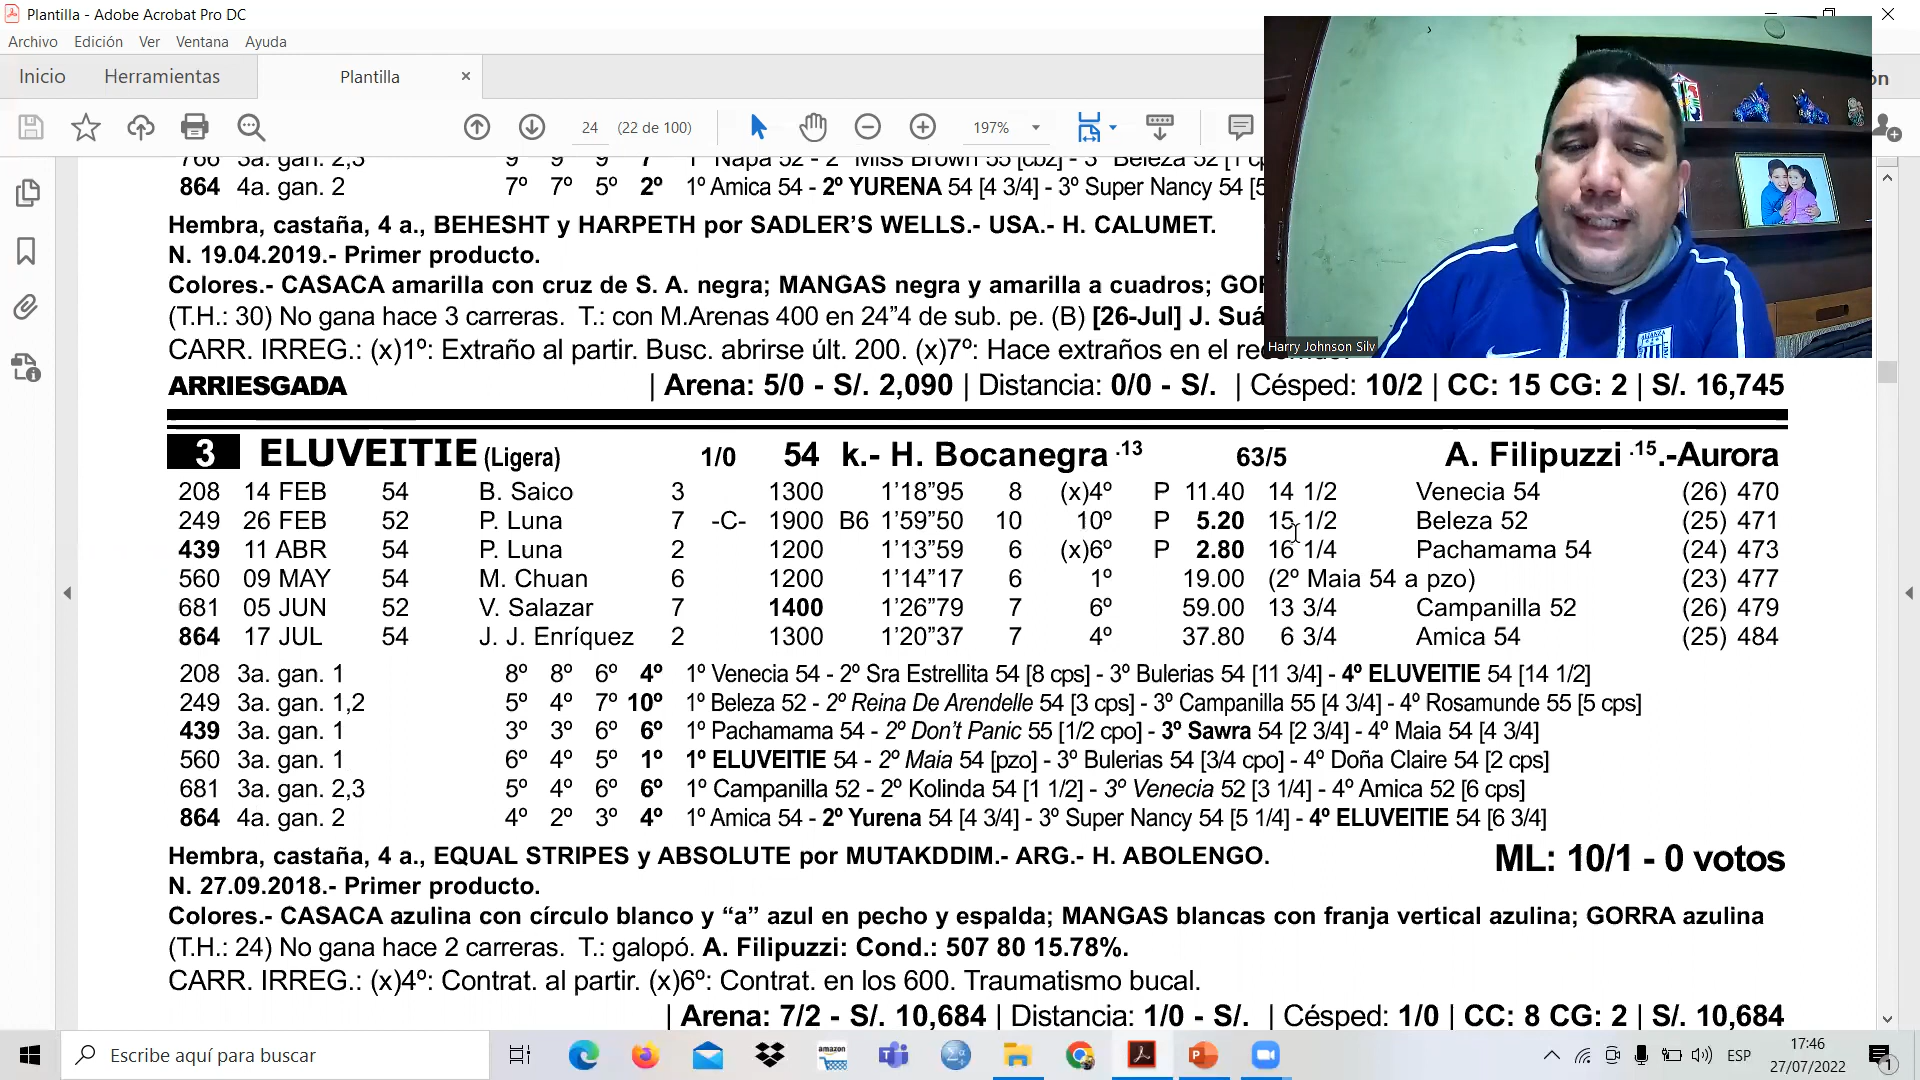 Plantilla - Adobe Acrobat Pro DC
Archivo Edición Ver Ventana Ayuda
Inicio Herramientas Plantilla ×
24 (22 de 100) 197%
766 3a. gan. 2,3 9º 9º 9º 7º 1º Napa 52 - 2º Miss Brown 55 [cbz] - 3º Beleza 52 [1
864 4a. gan. 2 7º 7º 5º 2º 1º Amica 54 - 2º YURENA 54 [4 3/4] - 3º Super Nancy 54 [5
Hembra, castaña, 4 a., BEHESHT y HARPETH por SADLER'S WELLS.- USA.- H. CALUMET.
N. 19.04.2019.- Primer producto.
Colores.- CASACA amarilla con cruz de S. A. negra; MANGAS negra y amarilla a cuadros;
(T.H.: 30) No gana hace 3 carreras. T.: con M.Arenas 400 en 24”4 de sub. pe. (B) [26-Jul] J.
CARR. IRREG.: (x)1º: Extraño al partir. Busc. abrirse últ. 200. (x)7º: Hace extraños en el
Harry Johnson Silv
ARRIESGADA | Arena: 5/0 - S/. 2,090 | Distancia: 0/0 - S/. | Césped: 10/2 | CC: 15 CG: 2 | S/. 16,745
3 ELUVEITIE (Ligera) 1/0 54 k.- H. Bocanegra .13 63/5 A. Filipuzzi .15.-Aurora
208 14 FEB 54 B. Saico 3 1300 1’18”95 8 (x)4º P 11.40 14 1/2 Venecia 54 (26) 470
249 26 FEB 52 P. Luna 7 -C- 1900 B6 1’59”50 10 10º P 5.20 15 1/2 Beleza 52 (25) 471
439 11 ABR 54 P. Luna 2 1200 1’13”59 6 (x)6º P 2.80 16 1/4 Pachamama 54 (24) 473
560 09 MAY 54 M. Chuan 6 1200 1’14”17 6 1º 19.00 (2º Maia 54 a pzo) (23) 477
681 05 JUN 52 V. Salazar 7 1400 1’26”79 7 6º 59.00 13 3/4 Campanilla 52 (26) 479
864 17 JUL 54 J. J. Enríquez 2 1300 1’20”37 7 4º 37.80 6 3/4 Amica 54 (25) 484
208 3a. gan. 1 8º 8º 6º 4º 1º Venecia 54 - 2º Sra Estrellita 54 [8 cps] - 3º Bulerias 54 [11 3/4] - 4º ELUVEITIE 54 [14 1/2]
249 3a. gan. 1,2 5º 4º 7º 10º 1º Beleza 52 - 2º Reina De Arendelle 54 [3 cps] - 3º Campanilla 55 [4 3/4] - 4º Rosamunde 55 [5 cps]
439 3a. gan. 1 3º 3º 6º 6º 1º Pachamama 54 - 2º Don’t Panic 55 [1/2 cpo] - 3º Sawra 54 [2 3/4] - 4º Maia 54 [4 3/4]
560 3a. gan. 1 6º 4º 5º 1º 1º ELUVEITIE 54 - 2º Maia 54 [pzo] - 3º Bulerias 54 [3/4 cpo] - 4º Doña Claire 54 [2 cps]
681 3a. gan. 2,3 5º 4º 6º 6º 1º Campanilla 52 - 2º Kolinda 54 [1 1/2] - 3º Venecia 52 [3 1/4] - 4º Amica 52 [6 cps]
864 4a. gan. 2 4º 2º 3º 4º 1º Amica 54 - 2º Yurena 54 [4 3/4] - 3º Super Nancy 54 [5 1/4] - 4º ELUVEITIE 54 [6 3/4]
Hembra, castaña, 4 a., EQUAL STRIPES y ABSOLUTE por MUTAKDDIM.- ARG.- H. ABOLENGO. ML: 10/1 - 0 votos
N. 27.09.2018.- Primer producto.
Colores.- CASACA azulina con círculo blanco y “a” azul en pecho y espalda; MANGAS blancas con franja vertical azulina; GORRA azulina
(T.H.: 24) No gana hace 2 carreras. T.: galopó. A. Filipuzzi: Cond.: 507 80 15.78%.
CARR. IRREG.: (x)4º: Contrat. al partir. (x)6º: Contrat. en los 600. Traumatismo bucal.
| Arena: 7/2 - S/. 10,684 | Distancia: 1/0 - S/. | Césped: 1/0 | CC: 8 CG: 2 | S/. 10,684
Escribe aquí para buscar
amazon
ESP
17:46
27/07/2022
1